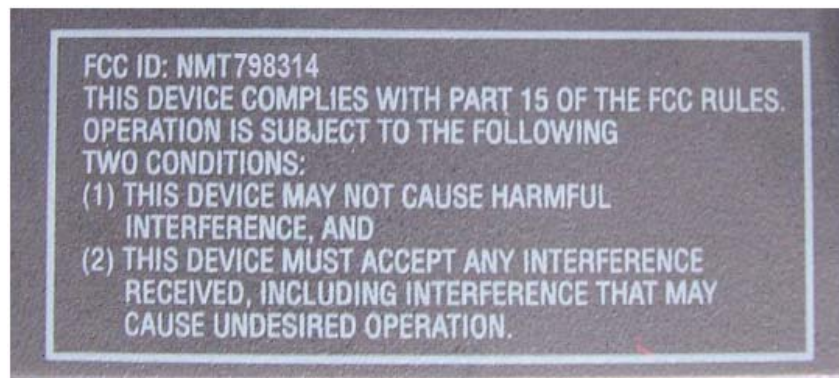 FCC ID: NMT798314
THIS DEVICE COMPLIES WITH PART 15 OF THE FCC RULES.
OPERATION IS SUBJECT TO THE FOLLOWING
TWO CONDITIONS:
(1) THIS DEVICE MAY NOT CAUSE HARMFUL
INTERFERENCE, AND
(2) THIS DEVICE MUST ACCEPT ANY INTERFERENCE
RECEIVED, INCLUDING INTERFERENCE THAT MAY
CAUSE UNDESIRED OPERATION.